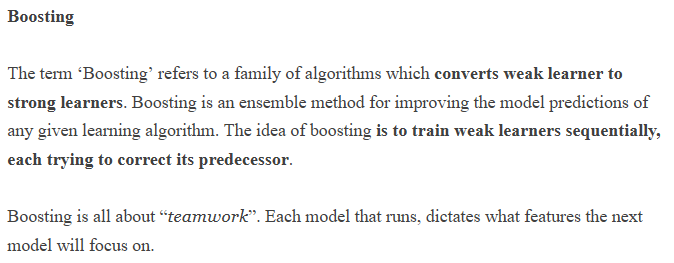 Boosting
The term ‘Boosting’ refers to a family of algorithms which converts weak learner to
strong learners. Boosting is an ensemble method for improving the model predictions of
any given learning algorithm. The idea of boosting is to train weak learners sequentially,
each trying to correct its predecessor.
Boosting is all about “teamwork”. Each model that runs, dictates what features the next
model will focus on.